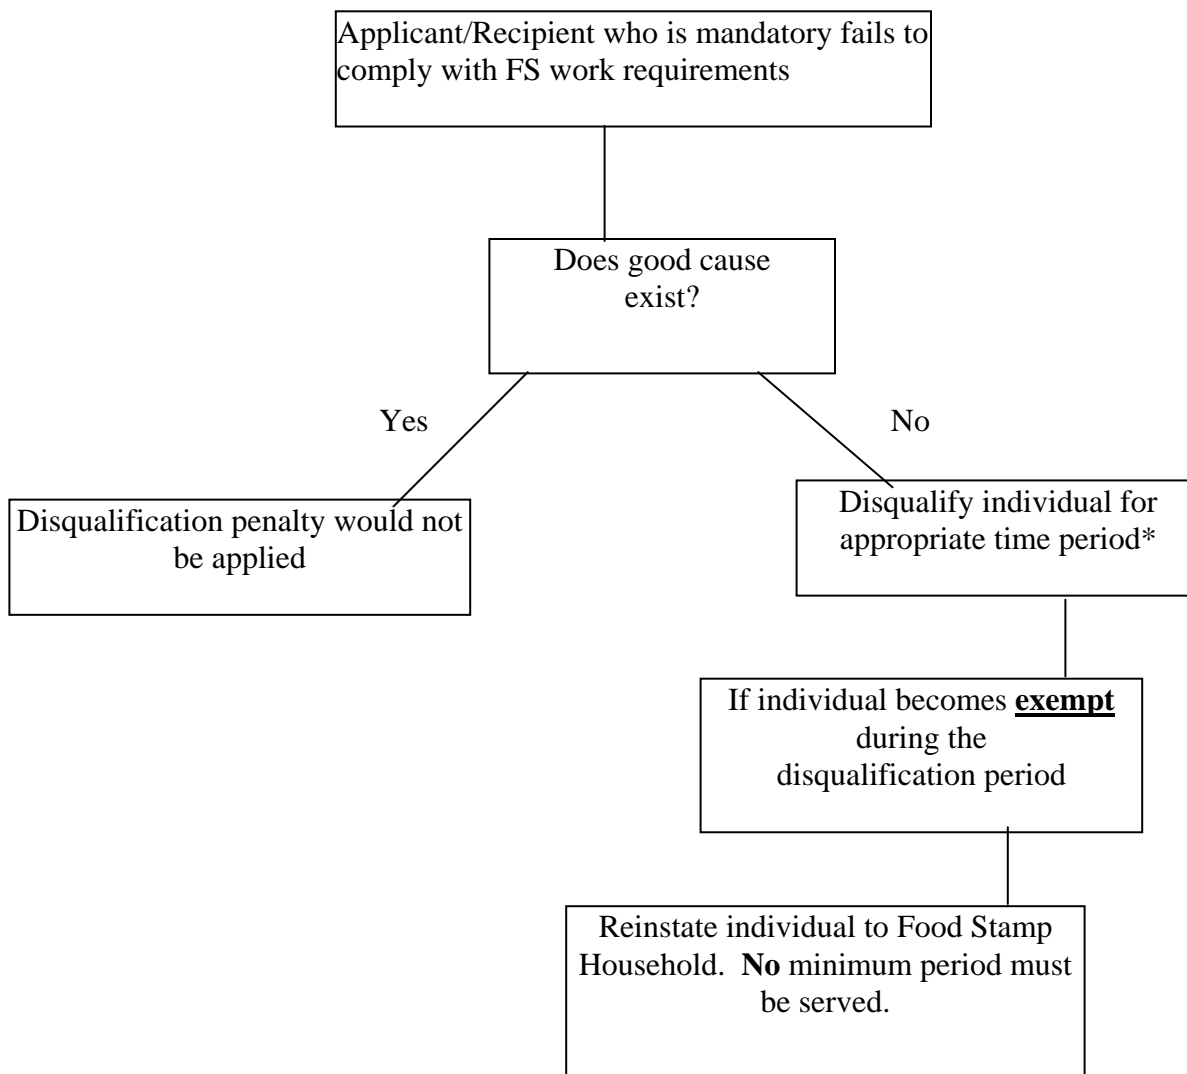 Applicant/Recipient who is mandatory fails to
comply with FS work requirements
Does good cause
exist?
Yes
No
Disqualification penalty would not
be applied
Disqualify individual for
appropriate time period*
If individual becomes exempt
during the
disqualification period
Reinstate individual to Food Stamp
Household.  No minimum period must
be served.